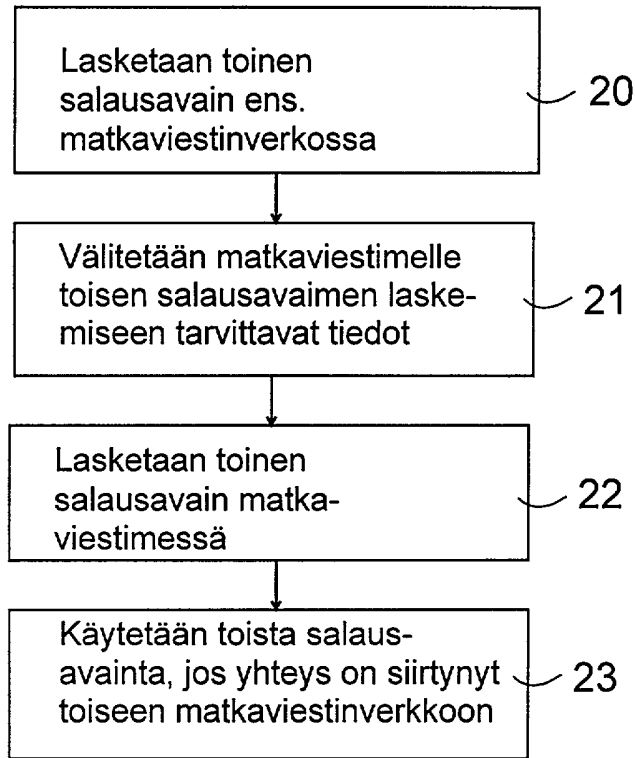 Lasketaan toinen
salausavain ens.
matkaviestinverkossa
20
Välitetään matkaviestimelle
toisen salausavaimen laske-
miseen tarvittavat tiedot
21
Lasketaan toinen
salausavain matka-
viestimessä
22
Käytetään toista salaus-
avainta, jos yhteys on siirtynyt
toiseen matkaviestinverkkoon
23